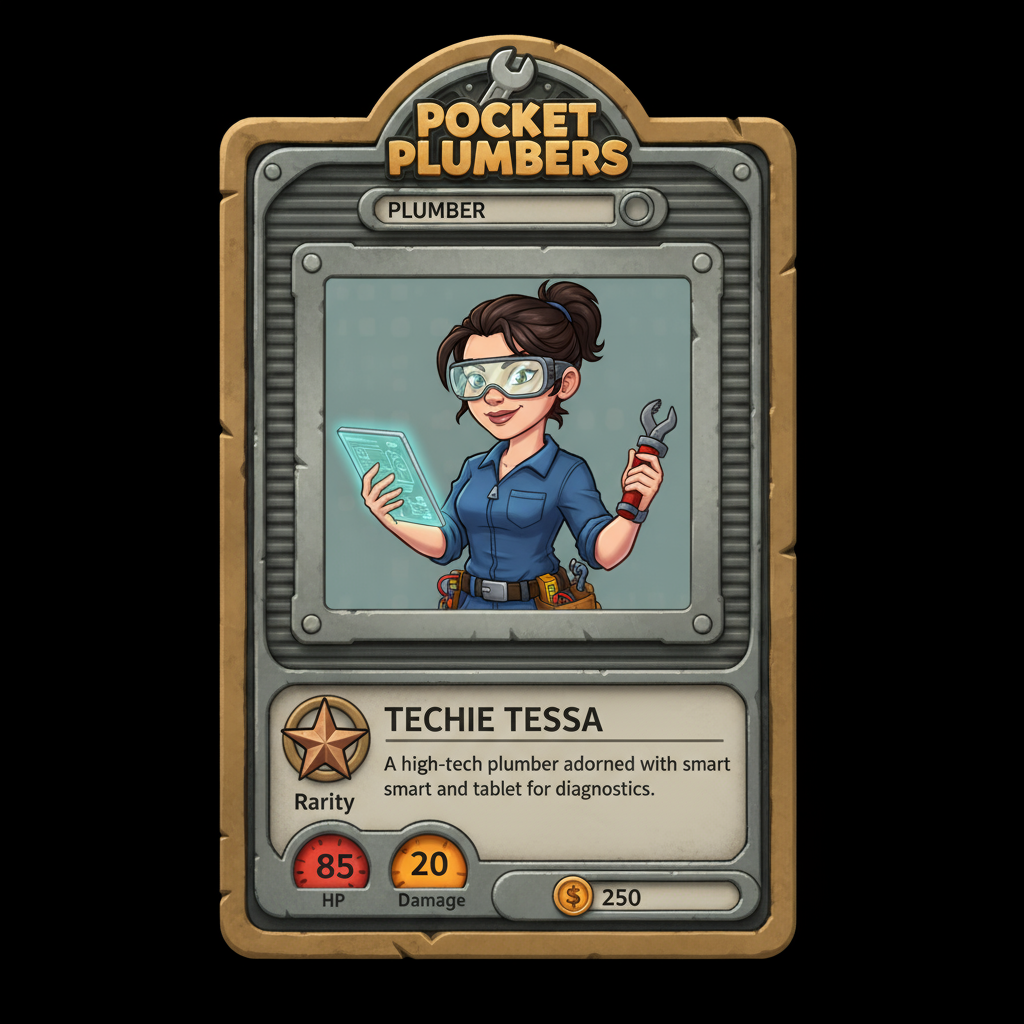 POCKET
PLUMBERS
PLUMBER
TECHIE TESSA
A high-tech plumber adorned with smart
smart and tablet for diagnostics.
Rarity
85
20
HP
Damage
$
250